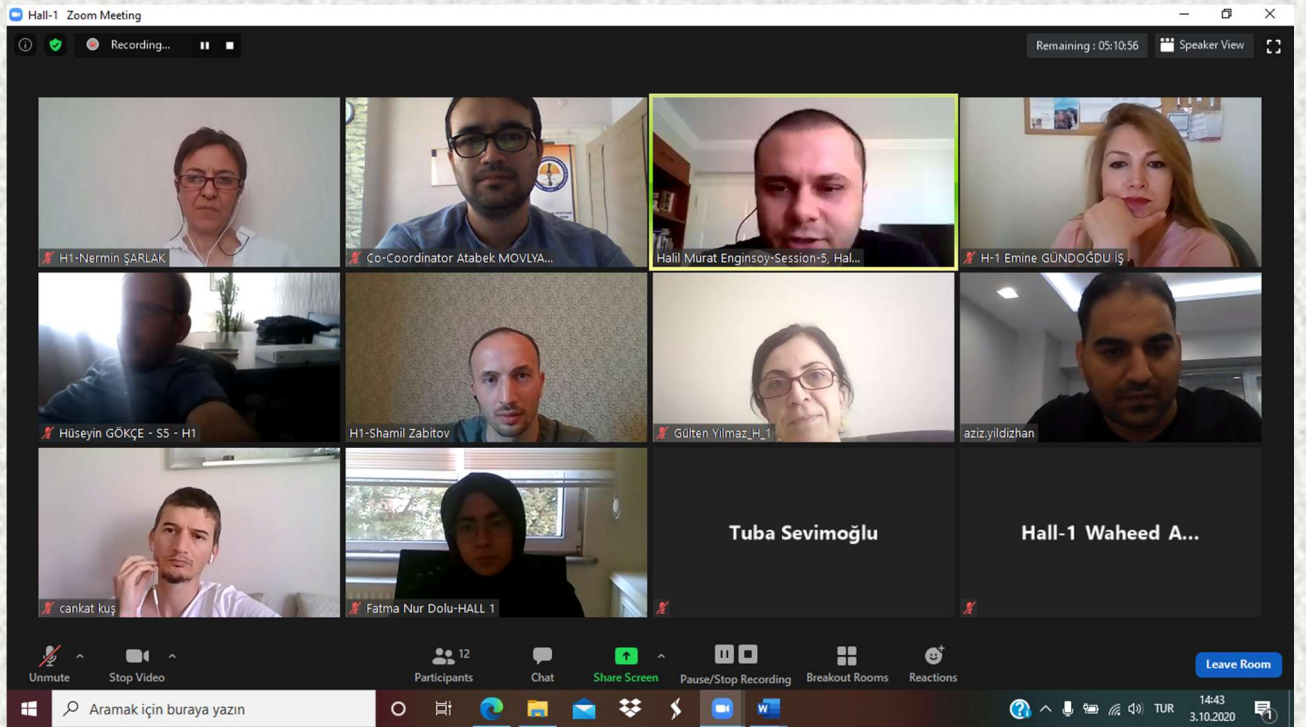 Hall-1 Zoom Meeting
Recording...
Remaining : 05:10:56
Speaker View
H1-Nermin ŞARLAK
Co-Coordinator Atabek MOVLYA...
Halil Murat Enginsoy-Session-5, Hal...
H-1 Emine GÜNDOĞDU İŞ
Hüseyin GÖKÇE - S5 - H1
H1-Shamil Zabitov
Gülten Yılmaz_H_1
aziz.yildizhan
cankat kuş
Fatma Nur Dolu-HALL 1
Tuba Sevimoğlu
Hall-1 Waheed A...
Unmute
Stop Video
12
Participants
Chat
Share Screen
Pause/Stop Recording
Breakout Rooms
Reactions
Leave Room
Aramak için buraya yazın
TUR
14:43
3.10.2020
1